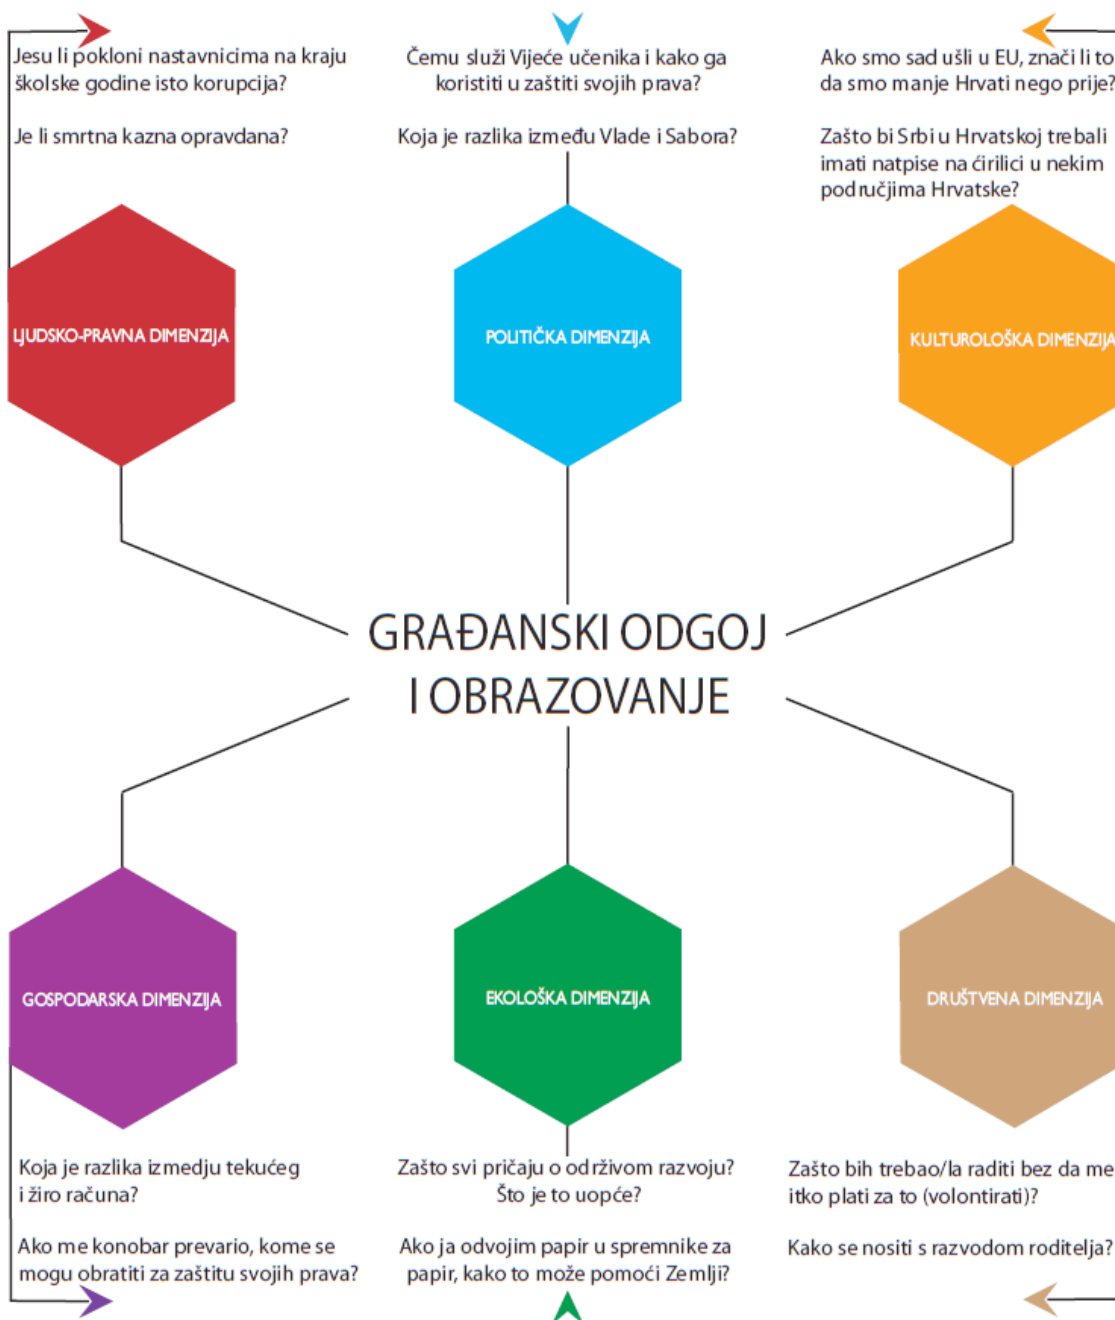 Jesu li pokloni nastavnicima na kraju
školske godine isto korupcija?
Je li smrtna kazna opravdana?
Čemu služi Vijeće učenika i kako ga
koristiti u zaštiti svojih prava?
Koja je razlika između Vlade i Sabora?
Ako smo sad ušli u EU, znači li to
da smo manje Hrvati nego prije?
Zašto bi Srbi u Hrvatskoj trebali
imati natpise na ćirilici u nekim
područjima Hrvatske?
LJUDSKO-PRAVNA DIMENZIJA
POLITIČKA DIMENZIJA
KULTUROLOŠKA DIMENZIJA
GRAĐANSKI ODGOJ
I OBRAZOVANJE
GOSPODARSKA DIMENZIJA
EKOLOŠKA DIMENZIJA
DRUŠTVENA DIMENZIJA
Koja je razlika izmedju tekućeg
i žiro računa?
Ako me konobar prevario, kome se
mogu obratiti za zaštitu svojih prava?
Zašto svi pričaju o održivom razvoju?
Što je to uopće?
Ako ja odvojim papir u spremnike za
papir, kako to može pomoći Zemlji?
Zašto bih trebao/la raditi bez da me
itko plati za to (volontirati)?
Kako se nositi s razvodom roditelja?